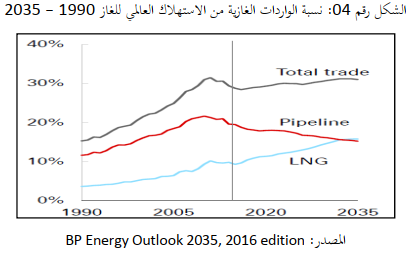 الشكل رقم 04: نسبة الواردات الغازية من الاستهلاك العالمي للغاز 1990 – 2035
40%
30%
20%
10%
0%
Total trade
Pipeline
LNG
1990
2005
2020
2035
المصدر: BP Energy Outlook 2035, 2016 edition